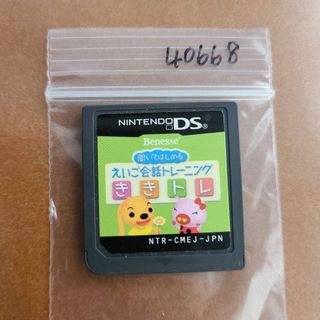 40668
NINTENDO DS
Benesse
聞いてはじめる
えいご会話トレーニング
ききトレ
NTR-CMEJ-JPN